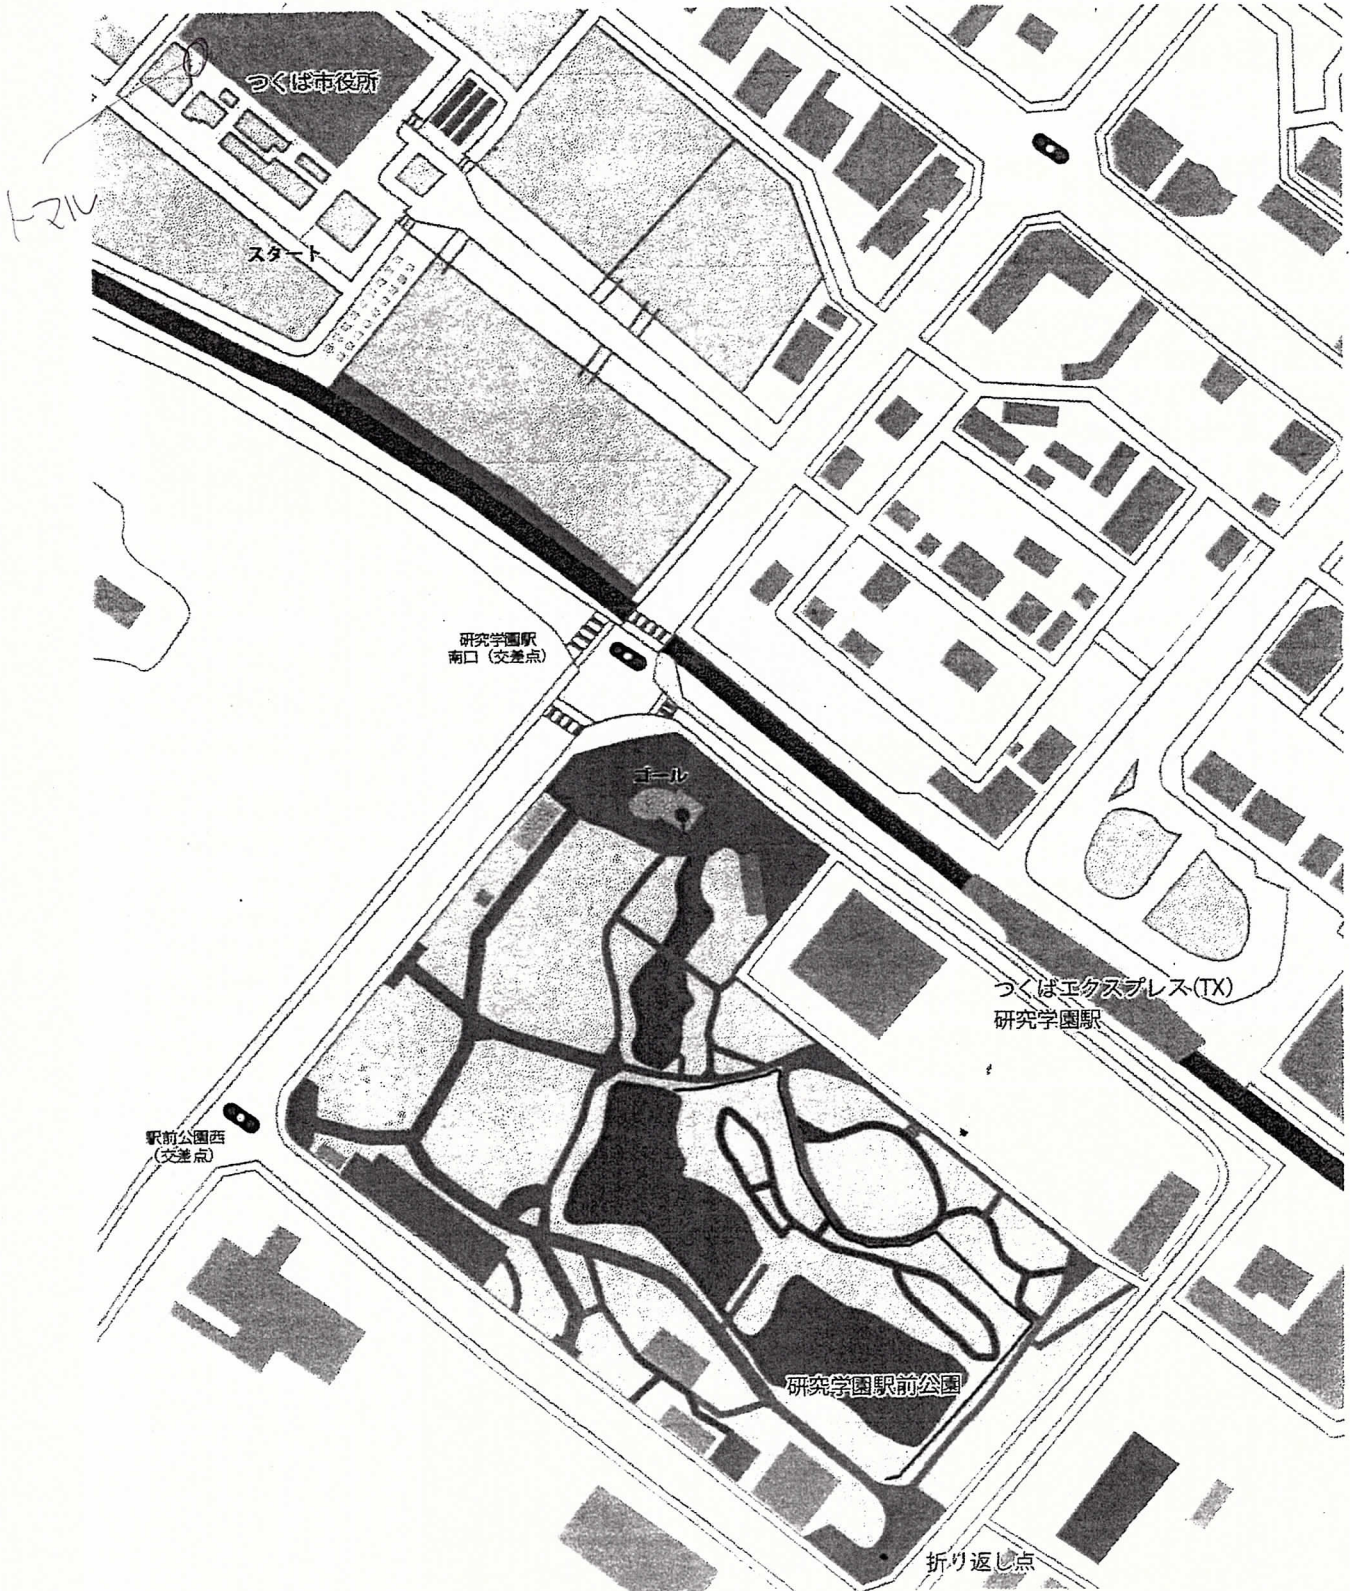 つくば市役所
トマル
スタート
研究学園駅
南口（交差点）
ゴール
つくばエクスプレス(TX)
研究学園駅
駅前公園西
（交差点）
研究学園駅前公園
折り返し点